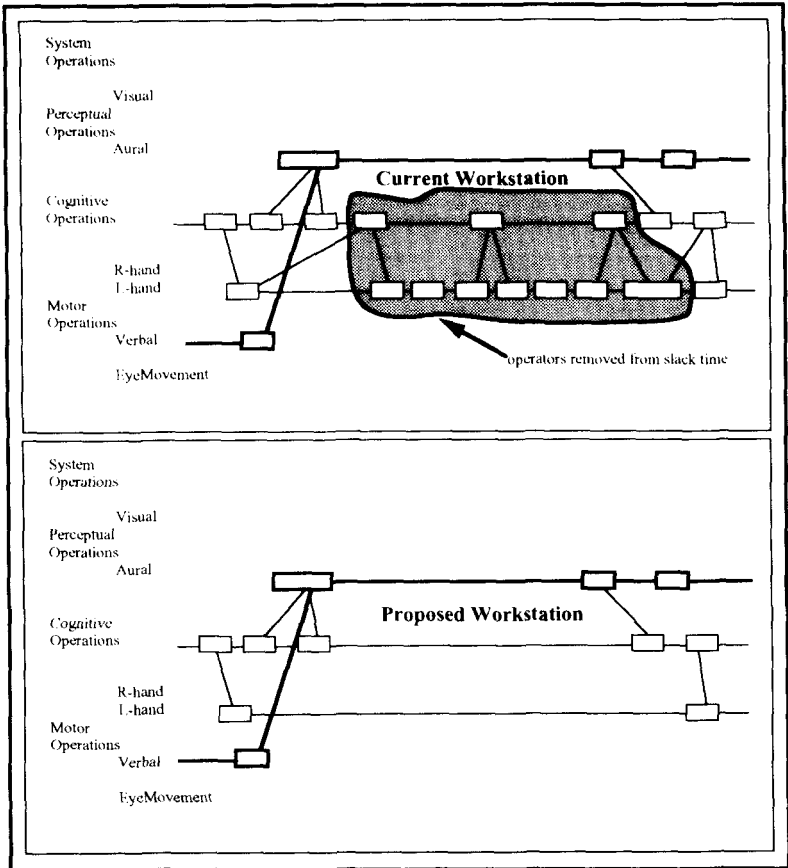 System
Operations
Visual
Perceptual
Operations
Aural
Current Workstation
Cognitive
Operations
R-hand
L-hand
Motor
Operations
Verbal
operators removed from slack time
EyeMovement
System
Operations
Visual
Perceptual
Operations
Aural
Proposed Workstation
Cognitive
Operations
R-hand
L-hand
Motor
Operations
Verbal
EyeMovement